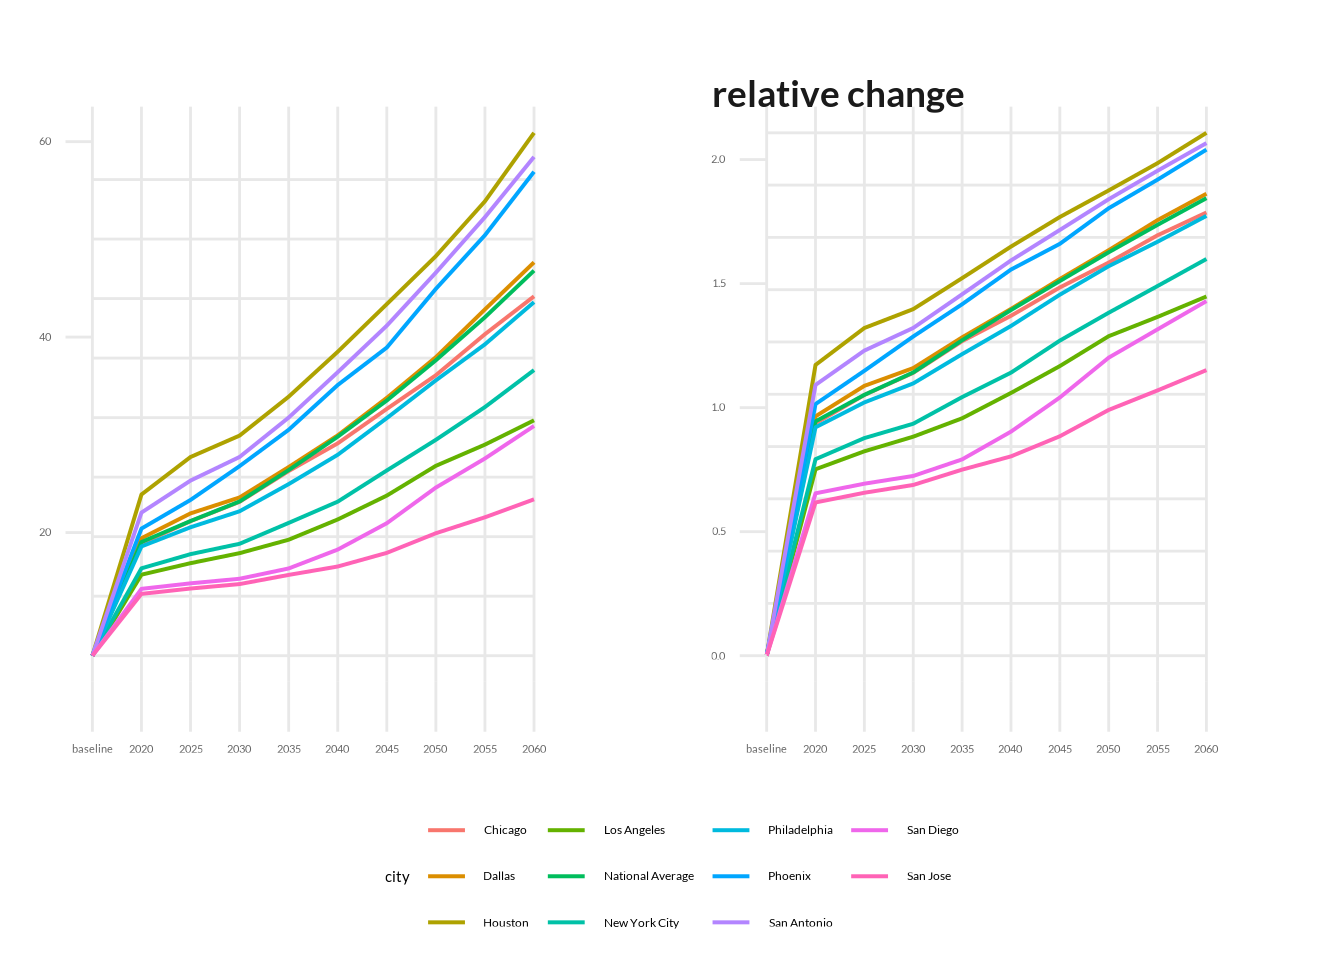 relative change
60
40
20
baseline 2020 2025 2030 2035 2040 2045 2050 2055 2060
2.0
1.5
1.0
0.5
0.0
baseline 2020 2025 2030 2035 2040 2045 2050 2055 2060
city
Chicago Los Angeles Philadelphia San Diego
Dallas National Average Phoenix San Jose
Houston New York City San Antonio